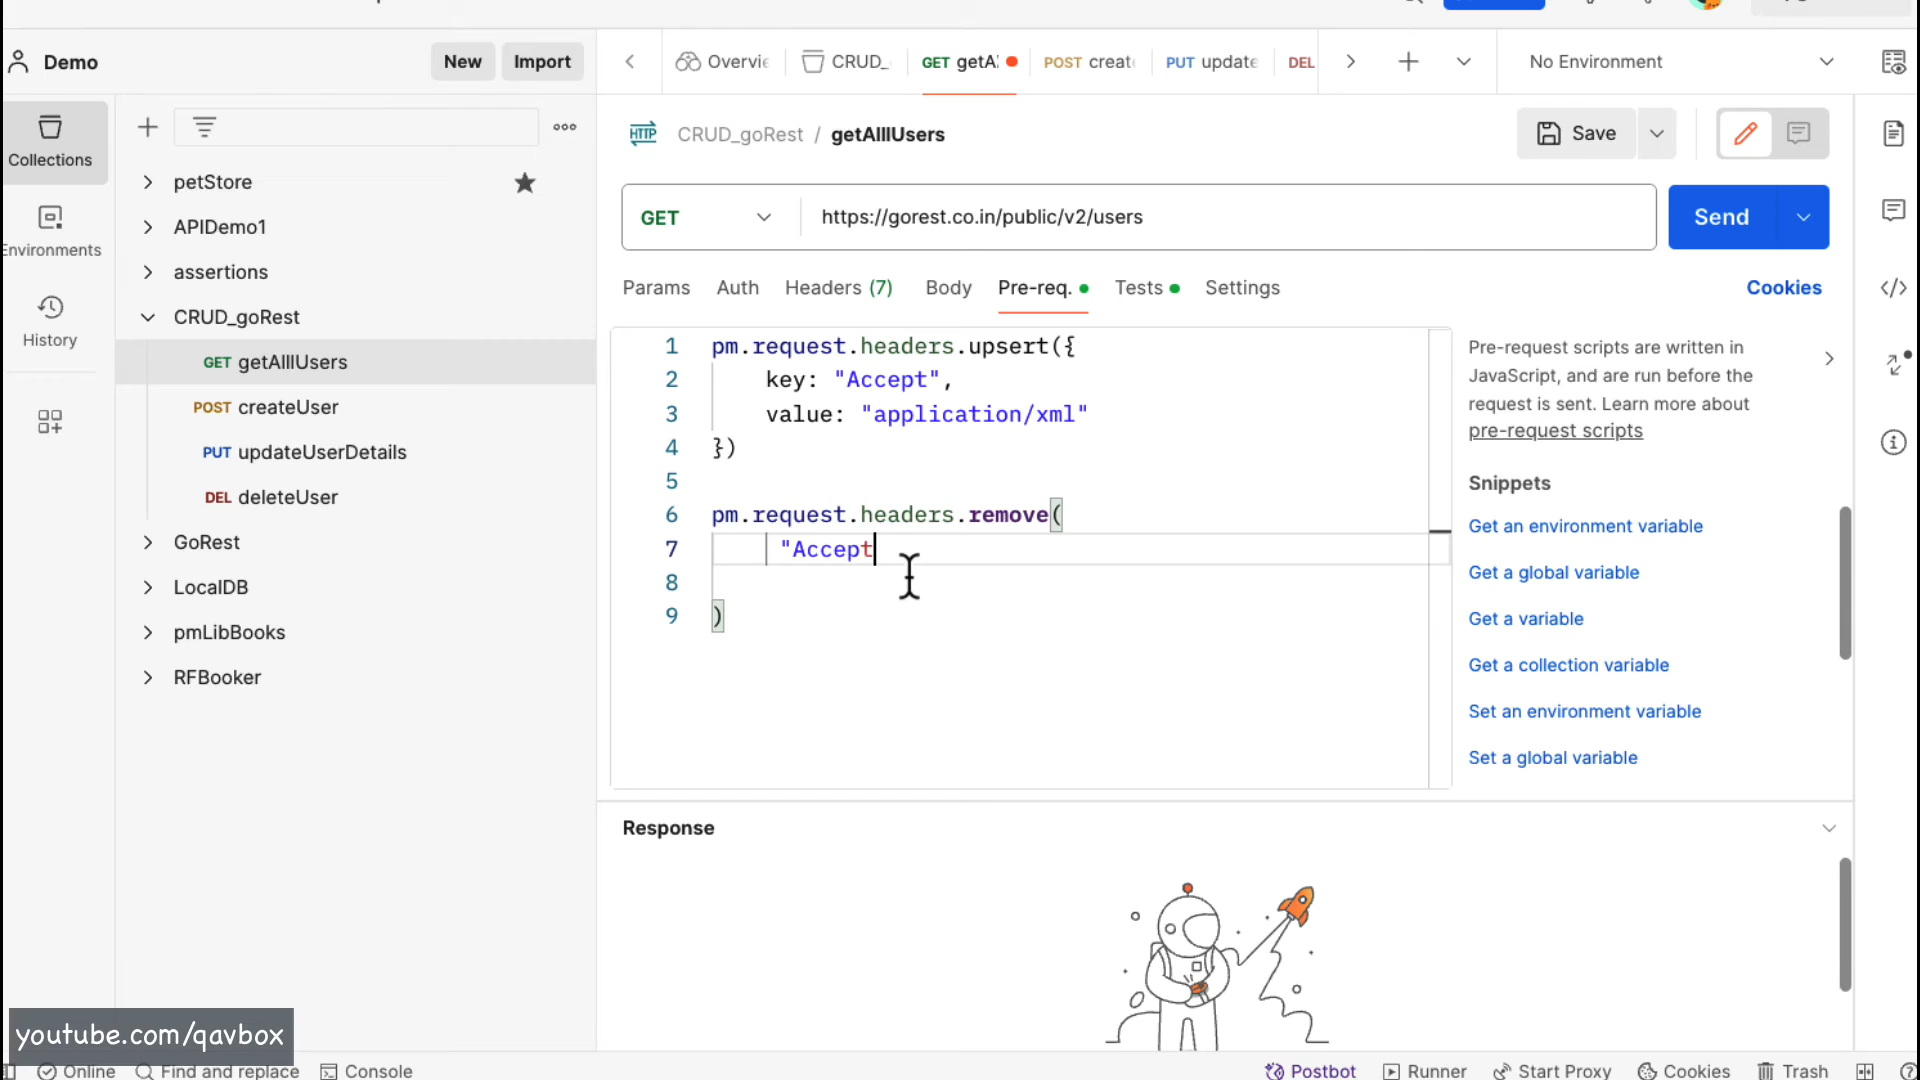 Demo
New
Import
Overvie
CRUD_
GET getA
POST creat
PUT update
DEL
No Environment
Collections
Environments
History
petStore
APIDemo1
assertions
CRUD_goRest
GET getAllIUsers
POST createUser
PUT updateUserDetails
DEL deleteUser
GoRest
LocalDB
pmLibBooks
RFBooker
HTTP CRUD_goRest / getAllIUsers
Save
GET
https://gorest.co.in/public/v2/users
Send
Params
Auth
Headers (7)
Body
Pre-req.
Tests
Settings
Cookies
1 pm.request.headers.upsert({
2 key: "Accept",
3 value: "application/xml"
4 })
5
6 pm.request.headers.remove(
7 "Accept
8
9 )
Pre-request scripts are written in
JavaScript, and are run before the
request is sent. Learn more about
pre-request scripts
Snippets
Get an environment variable
Get a global variable
Get a variable
Get a collection variable
Set an environment variable
Set a global variable
Response
youtube.com/qavbox
Online
Find and replace
Console
Postbot
Runner
Start Proxy
Cookies
Trash